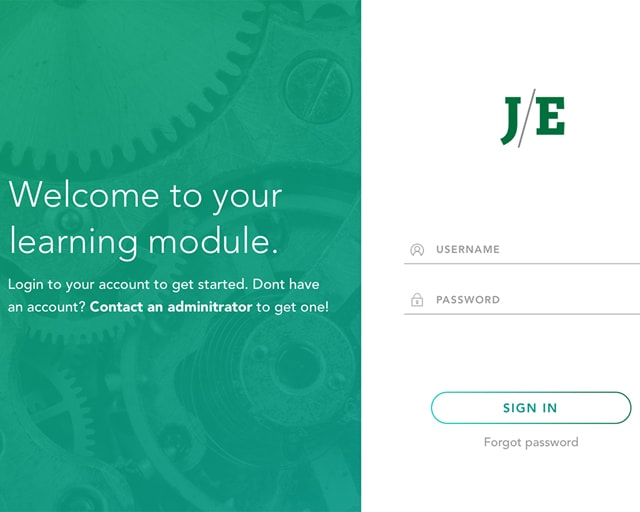 Welcome to your
learning module.
Login to your account to get started. Dont have
an account? Contact an adminitrator to get one!
J/E
USERNAME
PASSWORD
SIGN IN
Forgot password